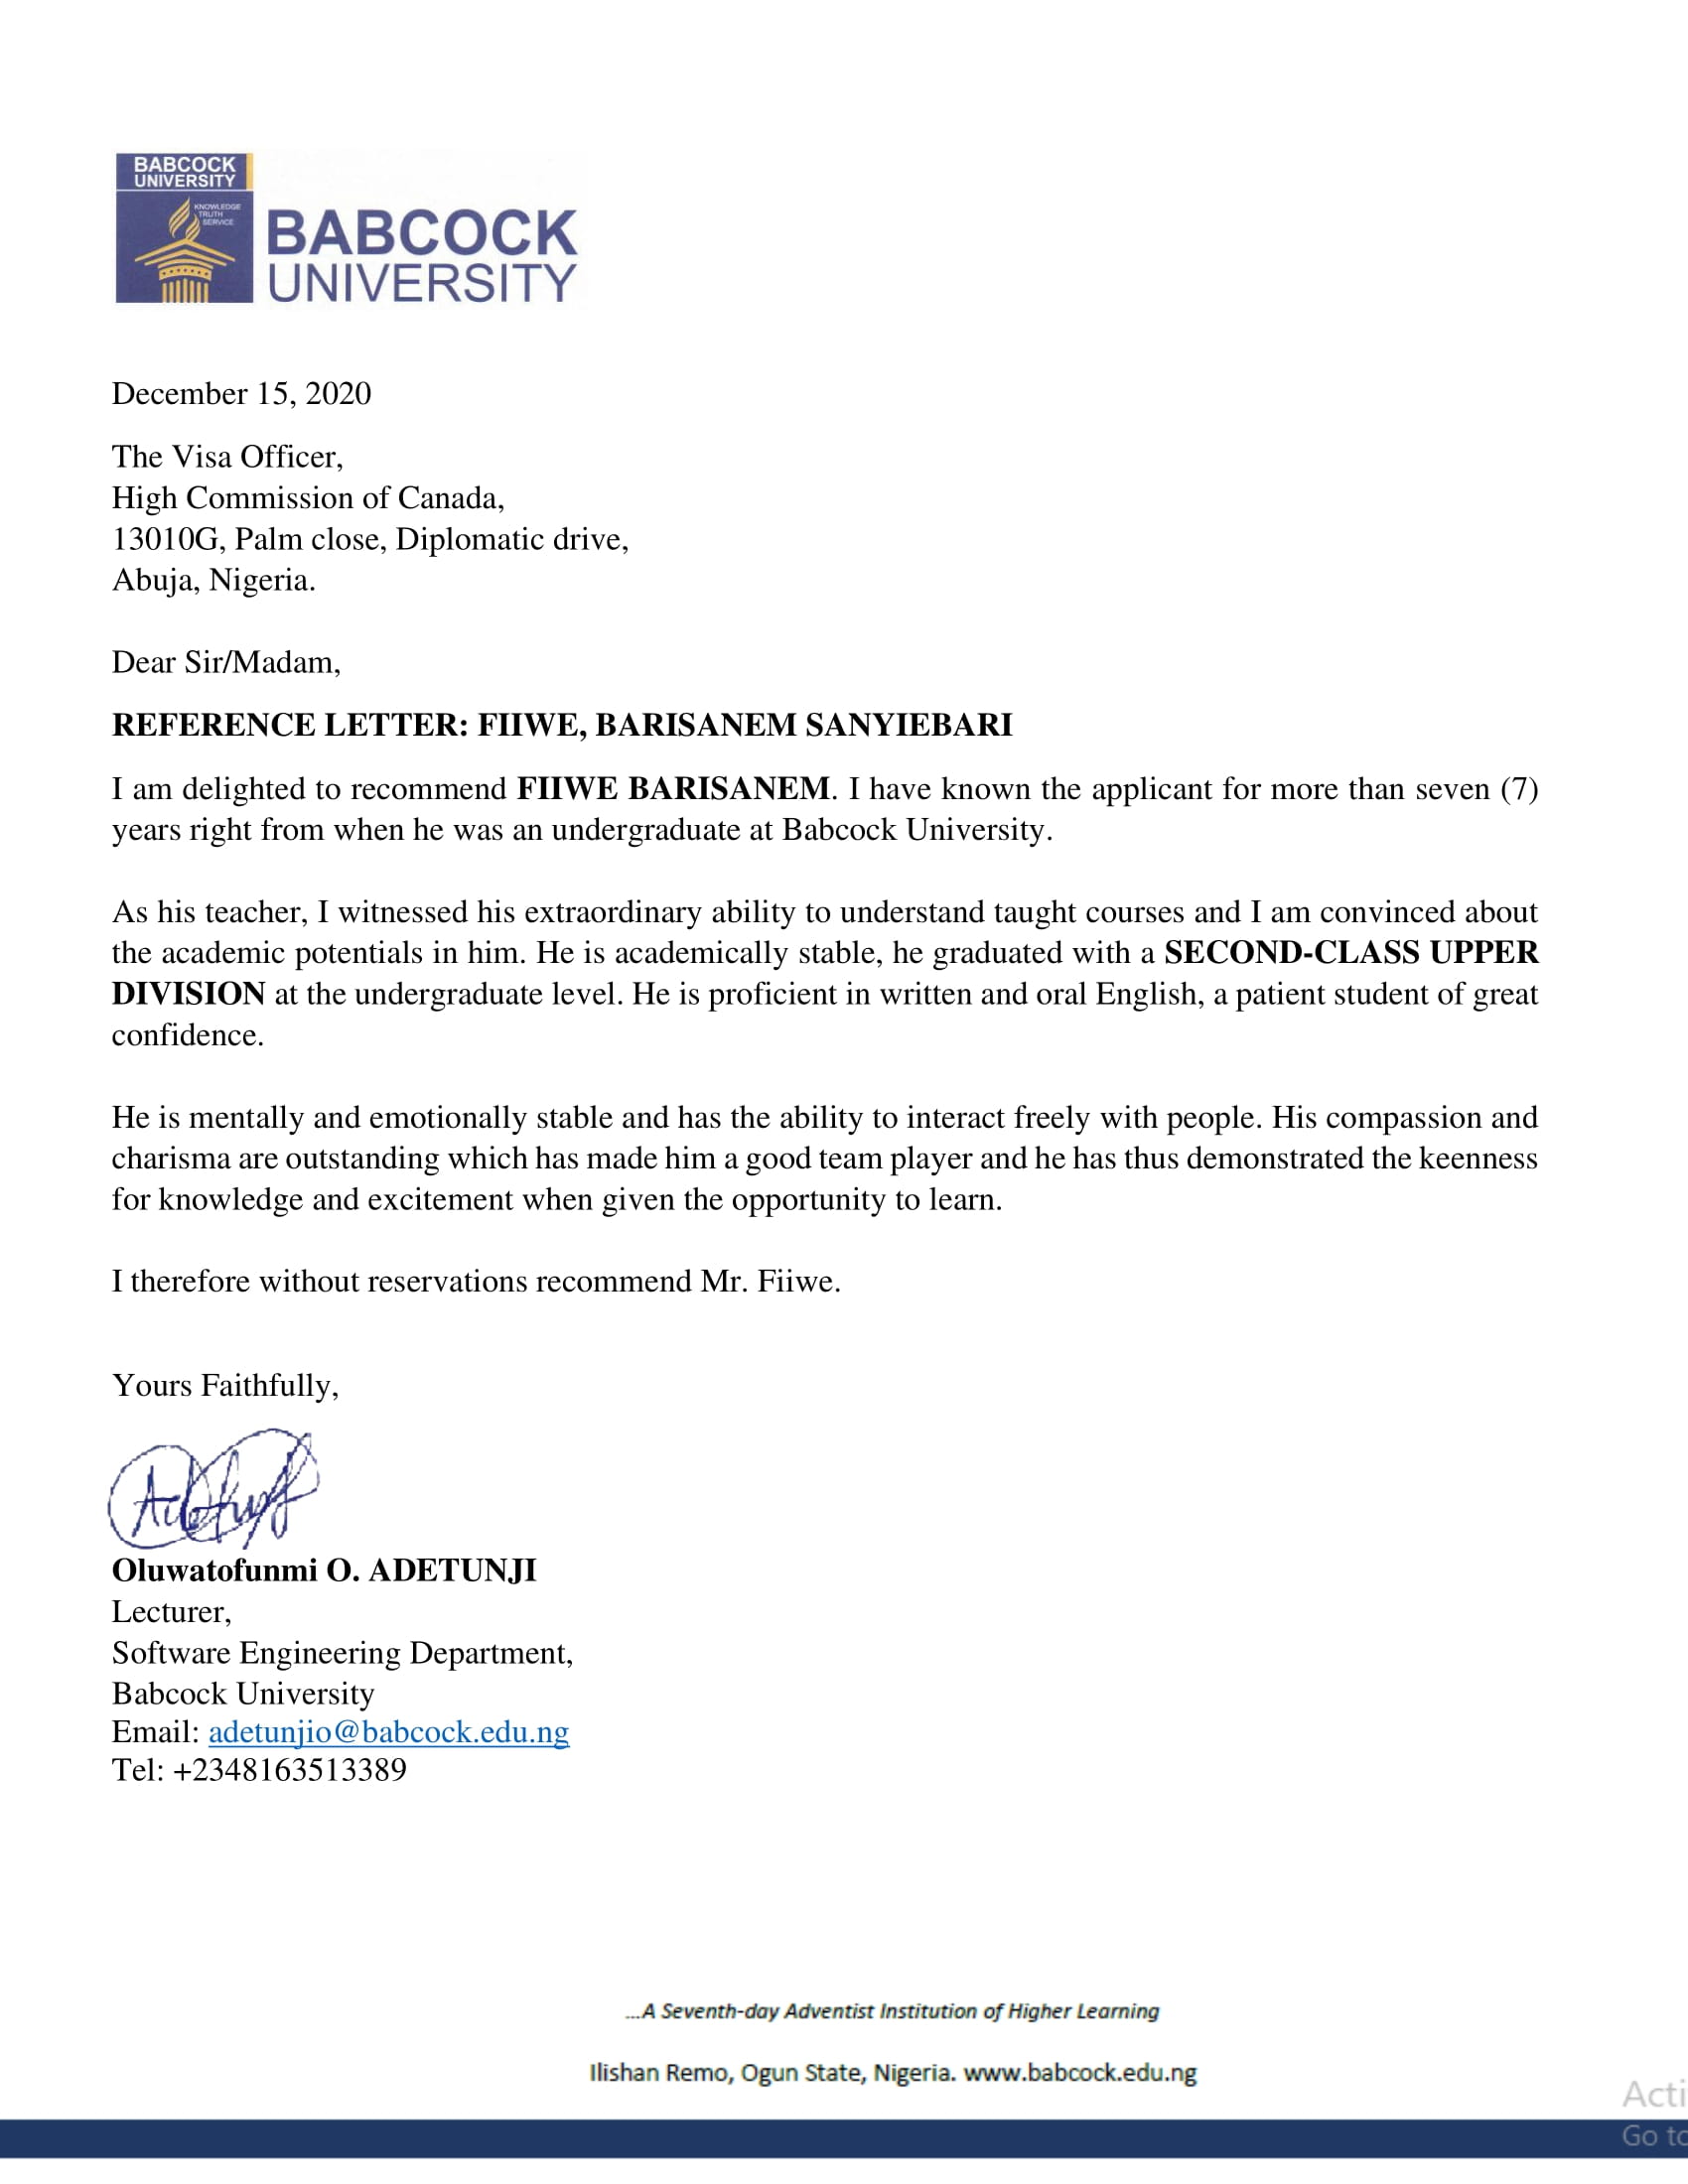 BABCOCK
UNIVERSITY
KNOWLEDGE
TRUTH
SERVICE
BABCOCK
UNIVERSITY
December 15, 2020
The Visa Officer,
High Commission of Canada,
13010G, Palm close, Diplomatic drive,
Abuja, Nigeria.
Dear Sir/Madam,
REFERENCE LETTER: FIIWE, BARISANEM SANYIEBARI
I am delighted to recommend FIIWE BARISANEM. I have known the applicant for more than seven (7)
years right from when he was an undergraduate at Babcock University.
As his teacher, I witnessed his extraordinary ability to understand taught courses and I am convinced about
the academic potentials in him. He is academically stable, he graduated with a SECOND-CLASS UPPER
DIVISION at the undergraduate level. He is proficient in written and oral English, a patient student of great
confidence.
He is mentally and emotionally stable and has the ability to interact freely with people. His compassion and
charisma are outstanding which has made him a good team player and he has thus demonstrated the keenness
for knowledge and excitement when given the opportunity to learn.
I therefore without reservations recommend Mr. Fiiwe.
Yours Faithfully,
Oluwatofunmi O. ADETUNJI
Lecturer,
Software Engineering Department,
Babcock University
Email: adetunjio@babcock.edu.ng
Tel: +2348163513389
...A Seventh-day Adventist Institution of Higher Learning
Ilishan Remo, Ogun State, Nigeria. www.babcock.edu.ng
Acti
Go to